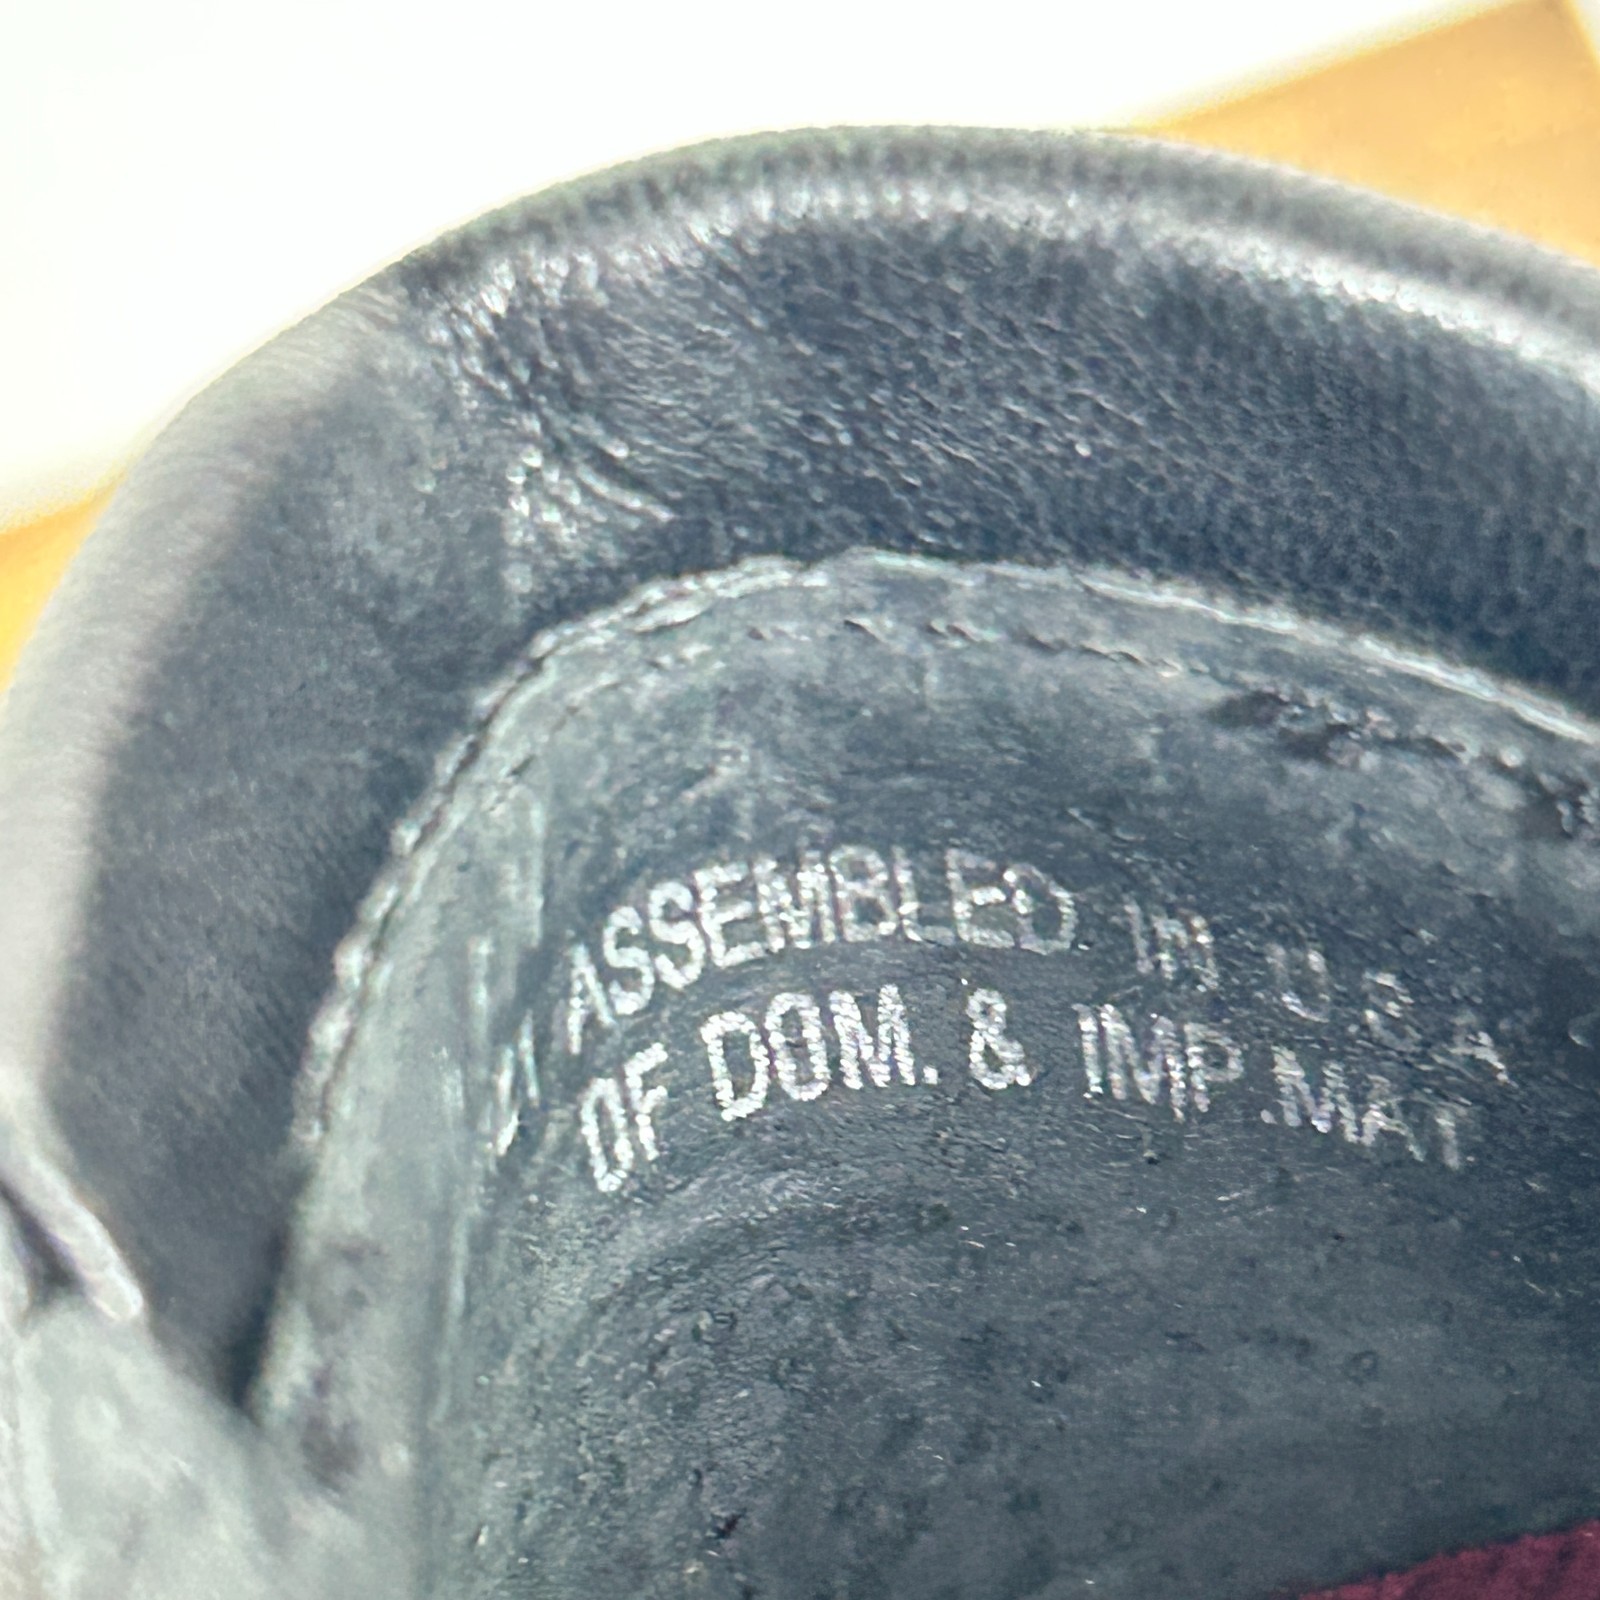 ASSEMBLED IN U.S.A
OF DOM. & IMP.MAT